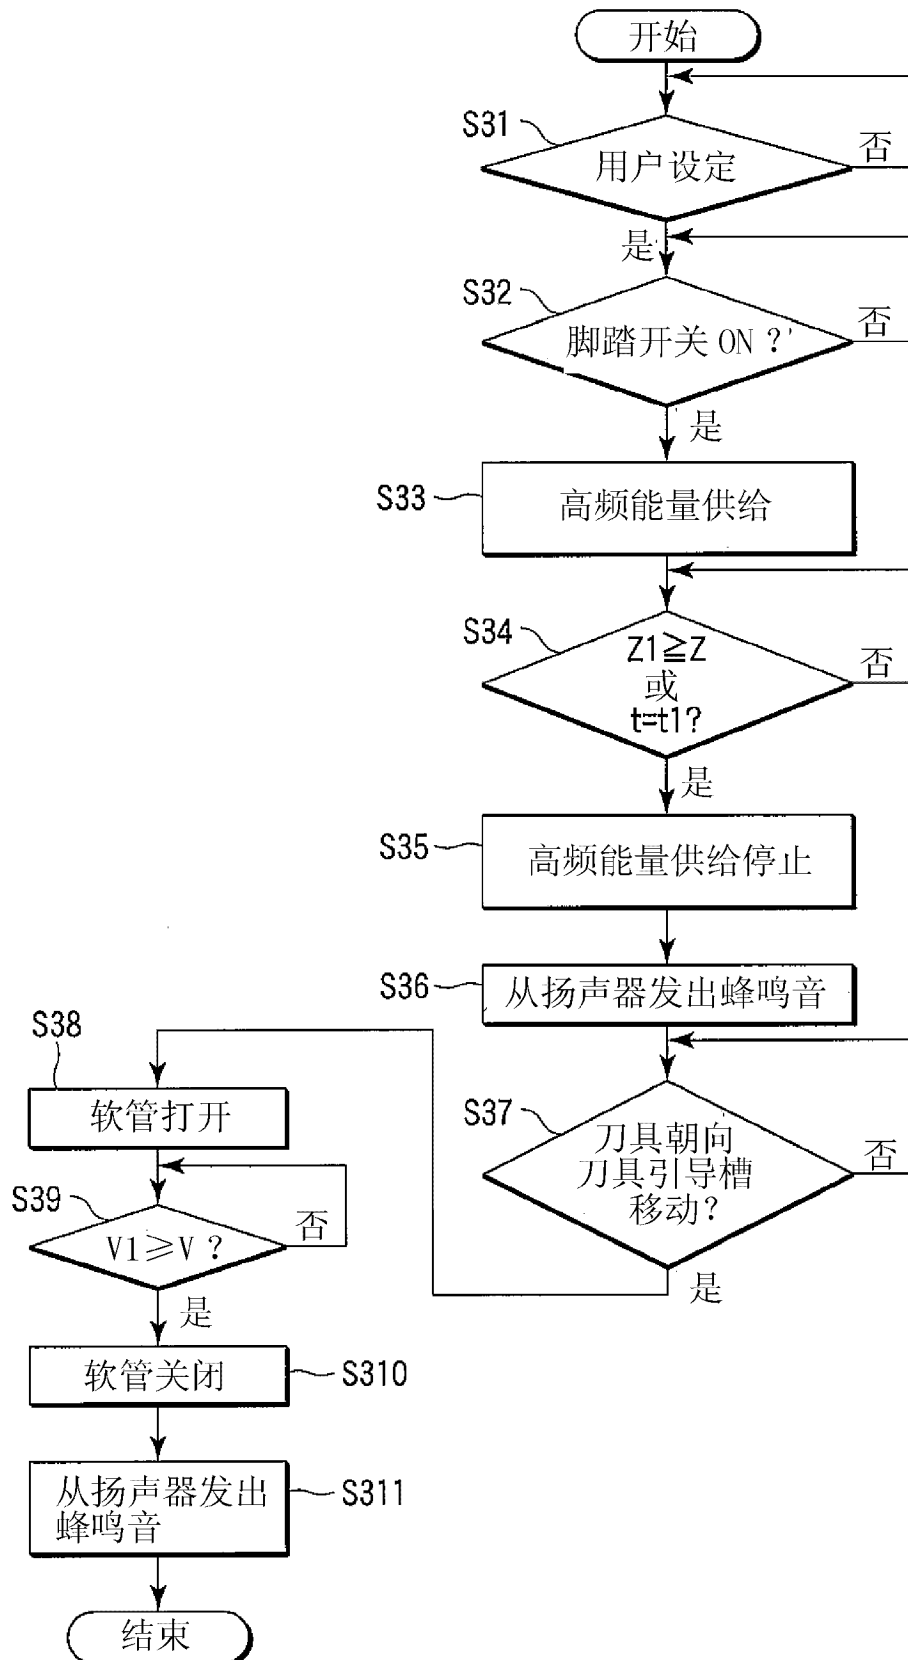 开始
S31
用户设定
否
是
S32
脚踏开关 ON ?
否
是
S33
高频能量供给
S34
Z1≧Z
或
t=t1?
否
是
S35
高频能量供给停止
S36
从扬声器发出蜂鸣音
S37
刀具朝向
刀具引导槽
移动?
否
是
S38
软管打开
S39
V1≥V ?
否
是
软管关闭
S310
从扬声器发出
蜂鸣音
S311
结束